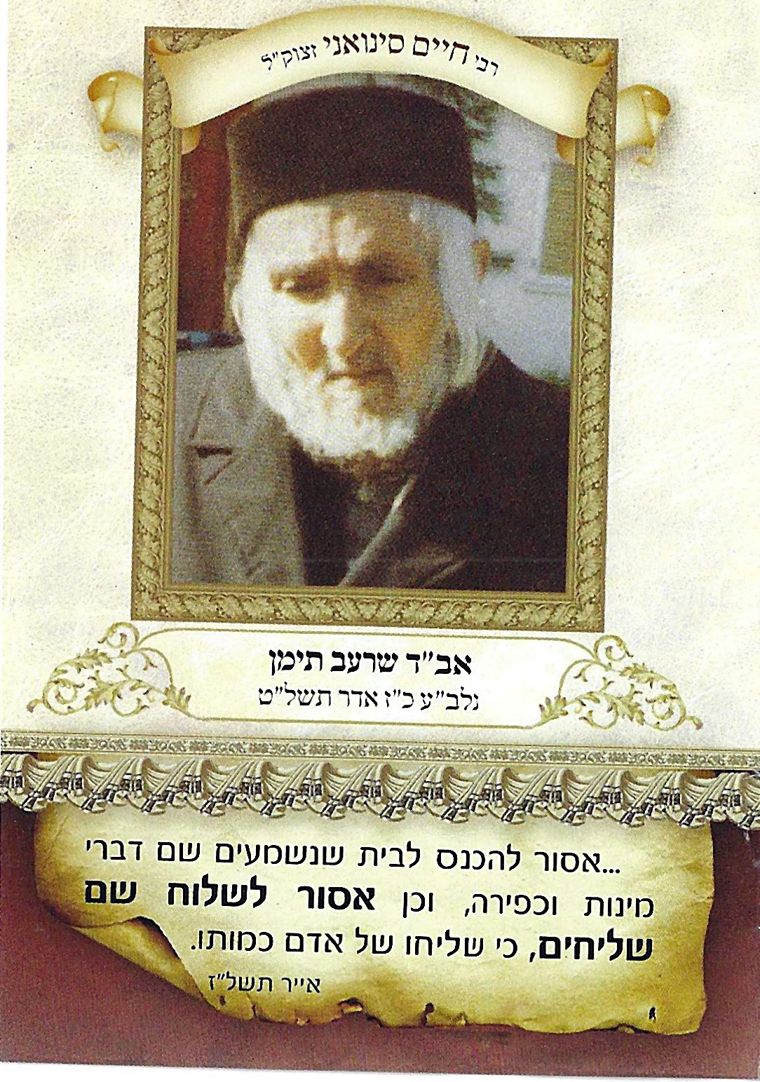 רבי חיים סינואני זצוק״ל
אב״ד שרעב תימן
נלב״ע כ״ז אדר תשל״ט
...אסור להכנס לבית שנשמעים שם דברי
מינות וכפירה, וכן אסור לשלוח שם
שליחים, כי שליחו של אדם כמותו.
אייר תשל״ז